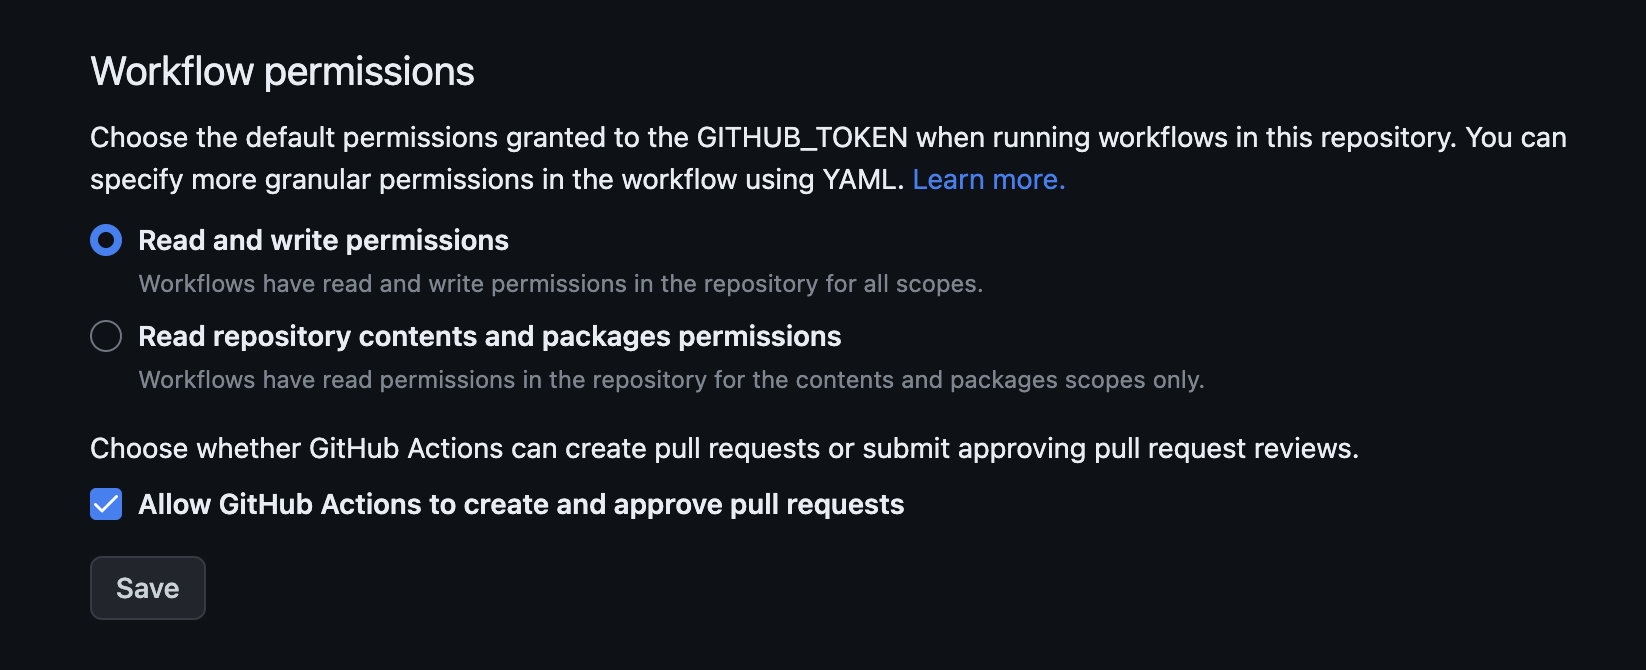 Workflow permissions
Choose the default permissions granted to the GITHUB_TOKEN when running workflows in this repository. You can
specify more granular permissions in the workflow using YAML. Learn more.
Read and write permissions
Workflows have read and write permissions in the repository for all scopes.
Read repository contents and packages permissions
Workflows have read permissions in the repository for the contents and packages scopes only.
Choose whether GitHub Actions can create pull requests or submit approving pull request reviews.
Allow GitHub Actions to create and approve pull requests
Save